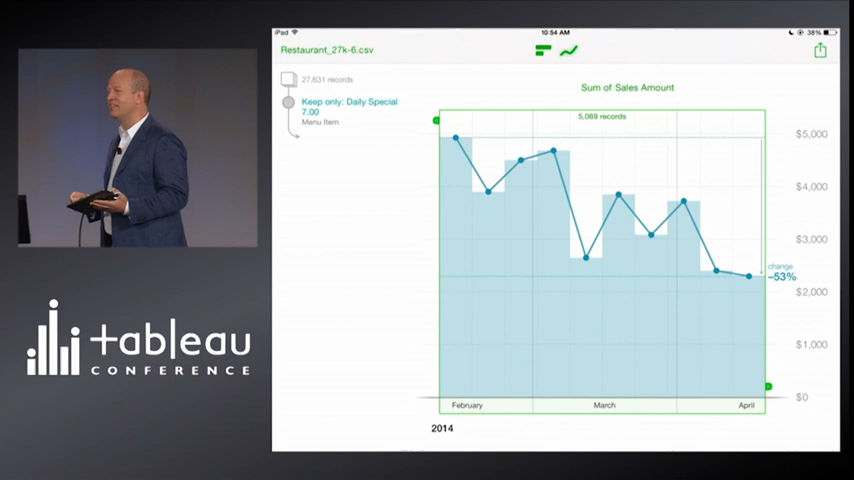 iPad
10:54 AM
38%
Restaurant_27k-6.csv
27,631 records
Keep only: Daily Special
7.00
Menu Item
Sum of Sales Amount
5,069 records
$5,000
$4,000
$3,000
change
–53%
$2,000
$1,000
$0
February
March
April
2014
+ableau
CONFERENCE